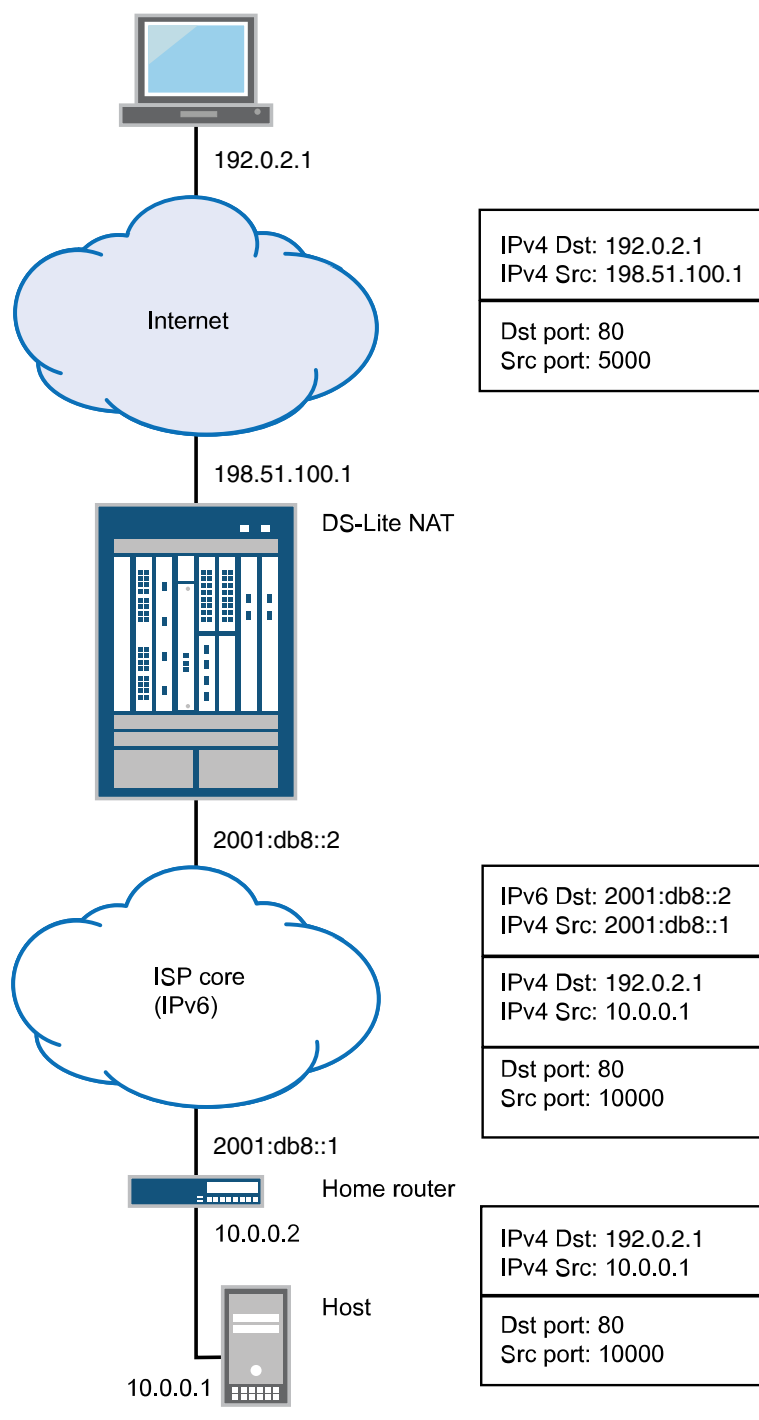 192.0.2.1
IPv4 Dst: 192.0.2.1
IPv4 Src: 198.51.100.1
Internet
Dst port: 80
Src port: 5000
198.51.100.1
DS-Lite NAT
2001:db8::2
IPv6 Dst: 2001:db8::2
IPv4 Src: 2001:db8::1
ISP core
(IPv6)
IPv4 Dst: 192.0.2.1
IPv4 Src: 10.0.0.1
Dst port: 80
Src port: 10000
2001:db8::1
Home router
10.0.0.2
IPv4 Dst: 192.0.2.1
IPv4 Src: 10.0.0.1
Host
Dst port: 80
Src port: 10000
10.0.0.1